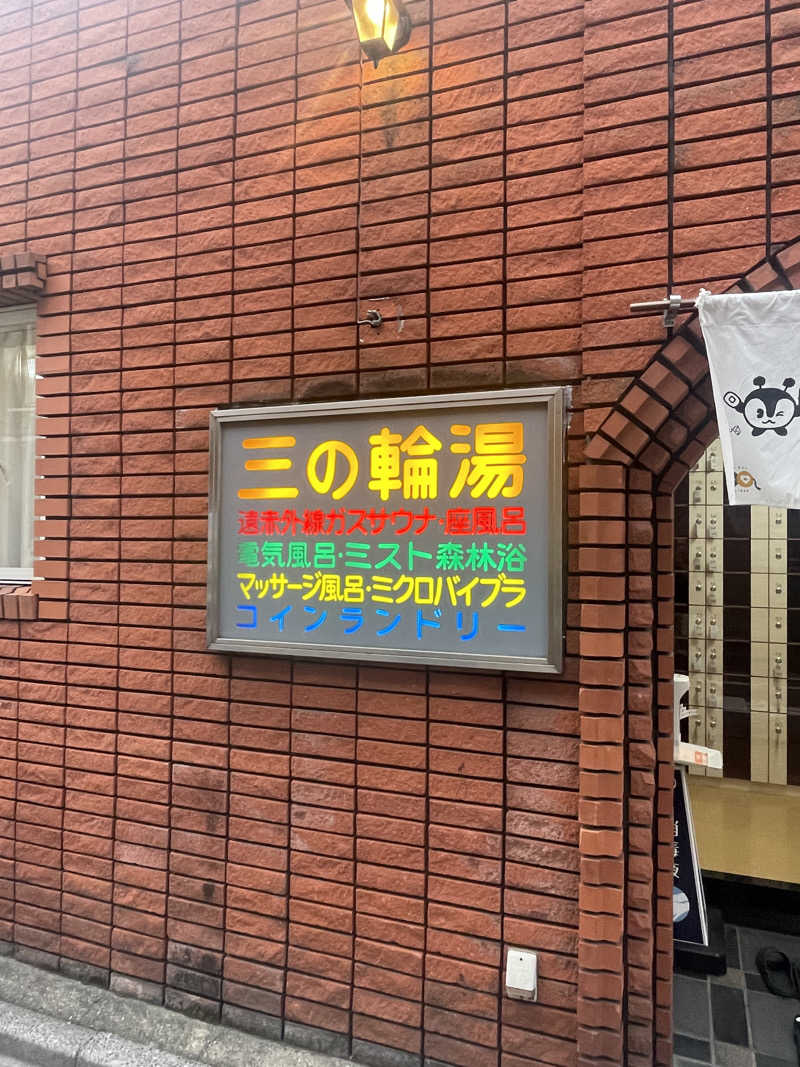 三の輪湯
遠赤外線ガスサウナ・座風呂
電気風呂・ミスト森林浴
マッサージ風呂・ミクロバイブラ
コインランドリー